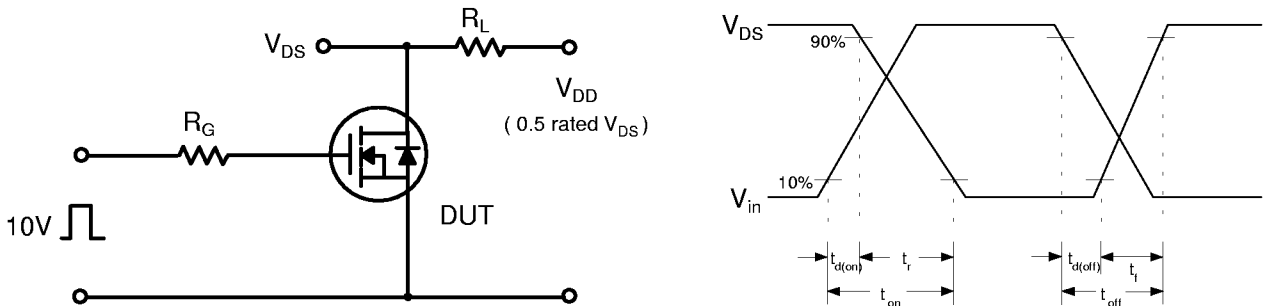 V_DS
R_L
V_DD
( 0.5 rated V_DS )
R_G
10V
DUT
V_DS
90%
10%
V_in
t_d(on)
t_r
t_on
t_d(off)
t_f
t_off